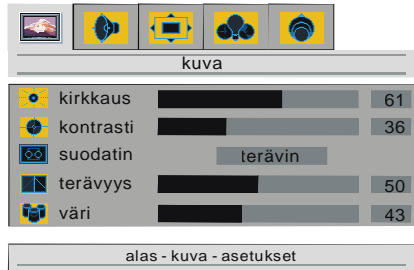 kuva
kirkkaus 61
kontrasti 36
suodatin terävin
terävyys 50
väri 43
alas - kuva - asetukset